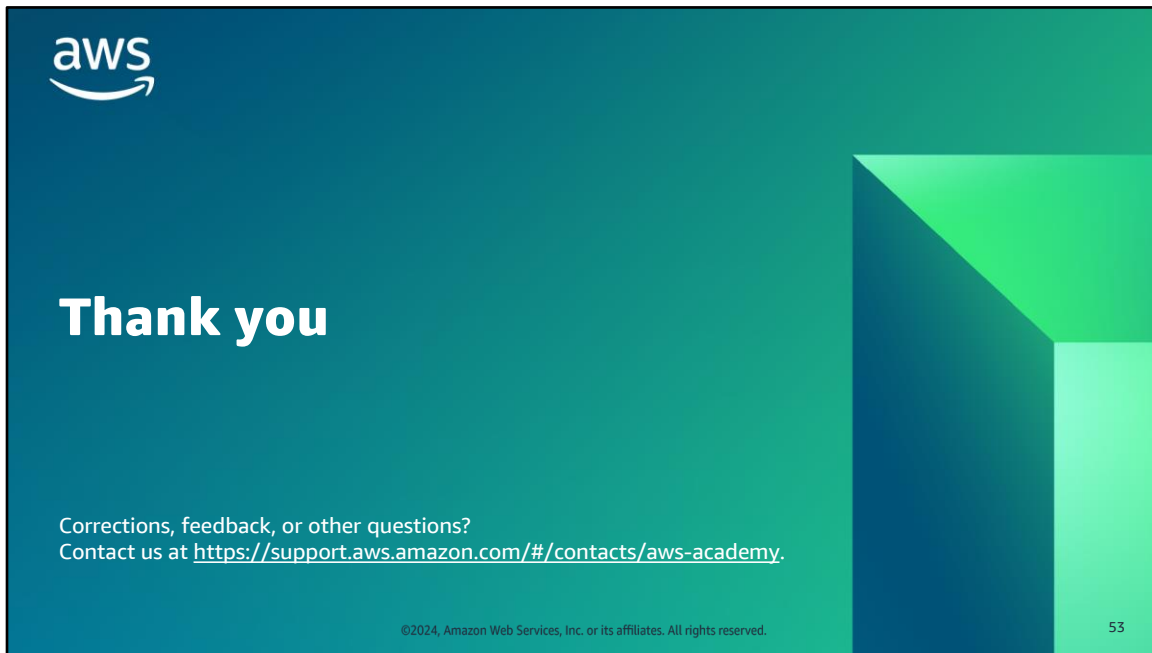 aws
Thank you
Corrections, feedback, or other questions?
Contact us at https://support.aws.amazon.com/#/contacts/aws-academy.
©2024, Amazon Web Services, Inc. or its affiliates. All rights reserved.
53